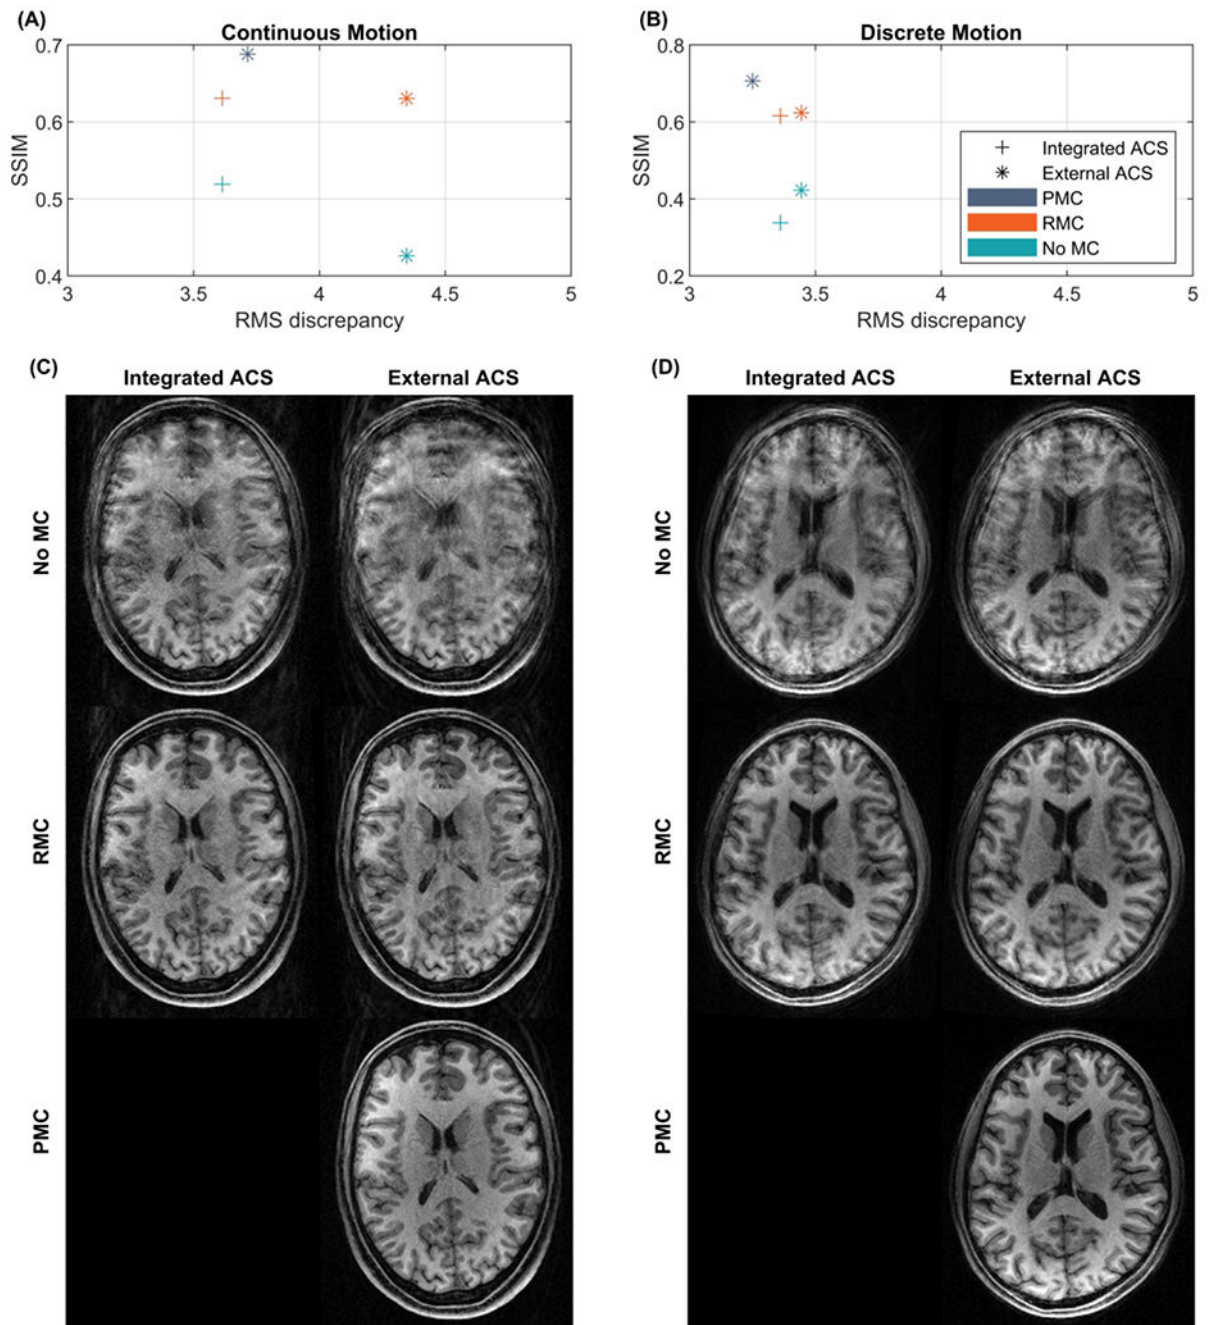 (A)
Continuous Motion
0.7
0.6
0.5
0.4
SSIM
3
3.5
4
4.5
5
RMS discrepancy
(B)
Discrete Motion
0.8
0.6
0.4
0.2
SSIM
3
3.5
4
4.5
5
RMS discrepancy
Integrated ACS
External ACS
PMC
RMC
No MC
(C)
Integrated ACS
External ACS
No MC
RMC
PMC
(D)
Integrated ACS
External ACS
No MC
RMC
PMC